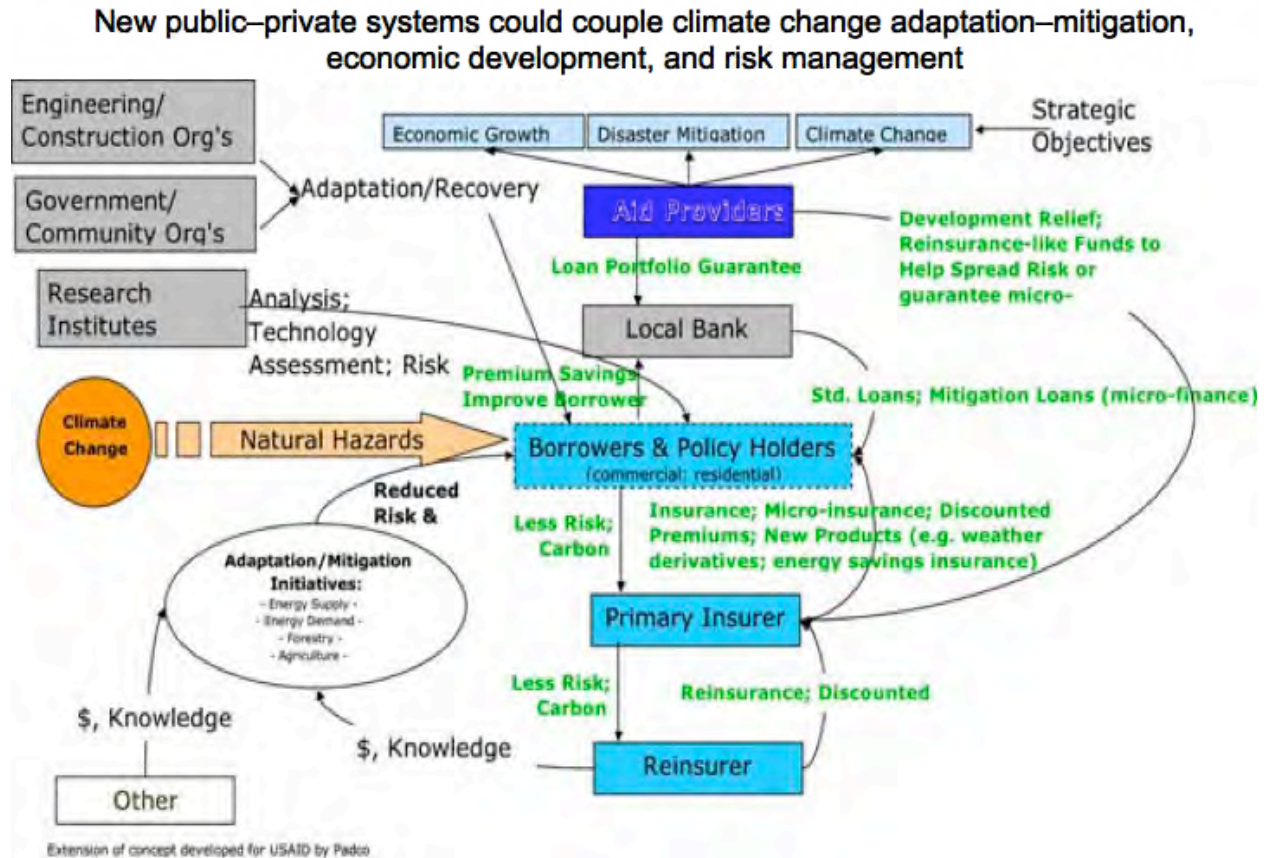 New public–private systems could couple climate change adaptation–mitigation,
economic development, and risk management
Engineering/
Construction Org's
Government/
Community Org's
Research
Institutes
Adaptation/Recovery
Analysis;
Technology
Assessment; Risk
Economic Growth
Disaster Mitigation
Climate Change
Strategic
Objectives
Aid Providers
Development Relief;
Reinsurance-like Funds to
Help Spread Risk or
guarantee micro-
Loan Portfolio Guarantee
Local Bank
Premium Savings
Improve Borrower
Std. Loans; Mitigation Loans (micro-finance)
Climate
Change
Natural Hazards
Borrowers & Policy Holders
(commercial; residential)
Reduced
Risk &
Less Risk;
Carbon
Insurance; Micro-insurance; Discounted
Premiums; New Products (e.g. weather
derivatives; energy savings insurance)
Adaptation/Mitigation
Initiatives:
- Energy Supply -
- Energy Demand -
- Forestry -
- Agriculture -
Primary Insurer
Less Risk;
Carbon
Reinsurance; Discounted
$, Knowledge
$, Knowledge
Reinsurer
Other
Extension of concept developed for USAID by Padco